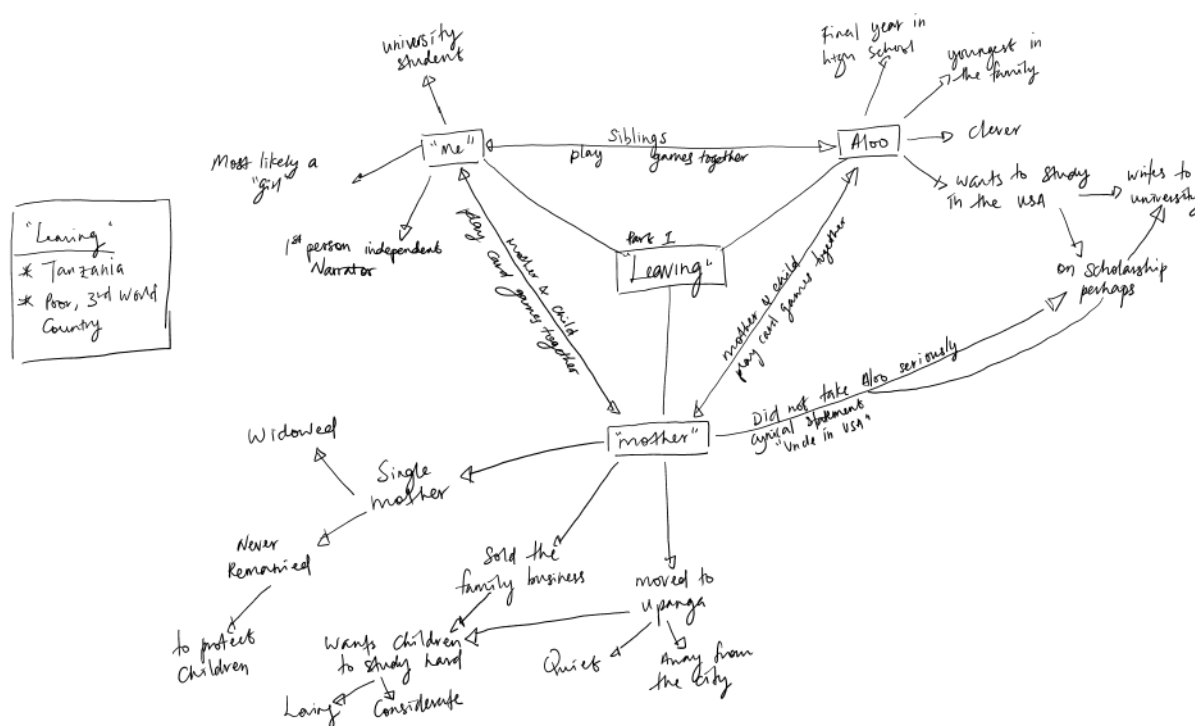 university
student
"me"
Most likely a
"girl"
1st person independent
Narrator
Siblings
play games together
Final year in
high school
youngest in
the family
Aloo
clever
wants to study
in the USA
writes to
university
on scholarship
perhaps
"Leaving"
* Tanzania
* Poor, 3rd World
Country
Part I
"Leaving"
mother & child
play card games together
mother & child
play card games together
"mother"
Did not take Aloo seriously
cynical statement
"Uncle in USA"
Widowed
Single
mother
Never
Remarried
to protect
Children
Sold the
family business
wants children
to study hard
Loving
Considerate
moved to
Upanga
Quiet
Away from
the city